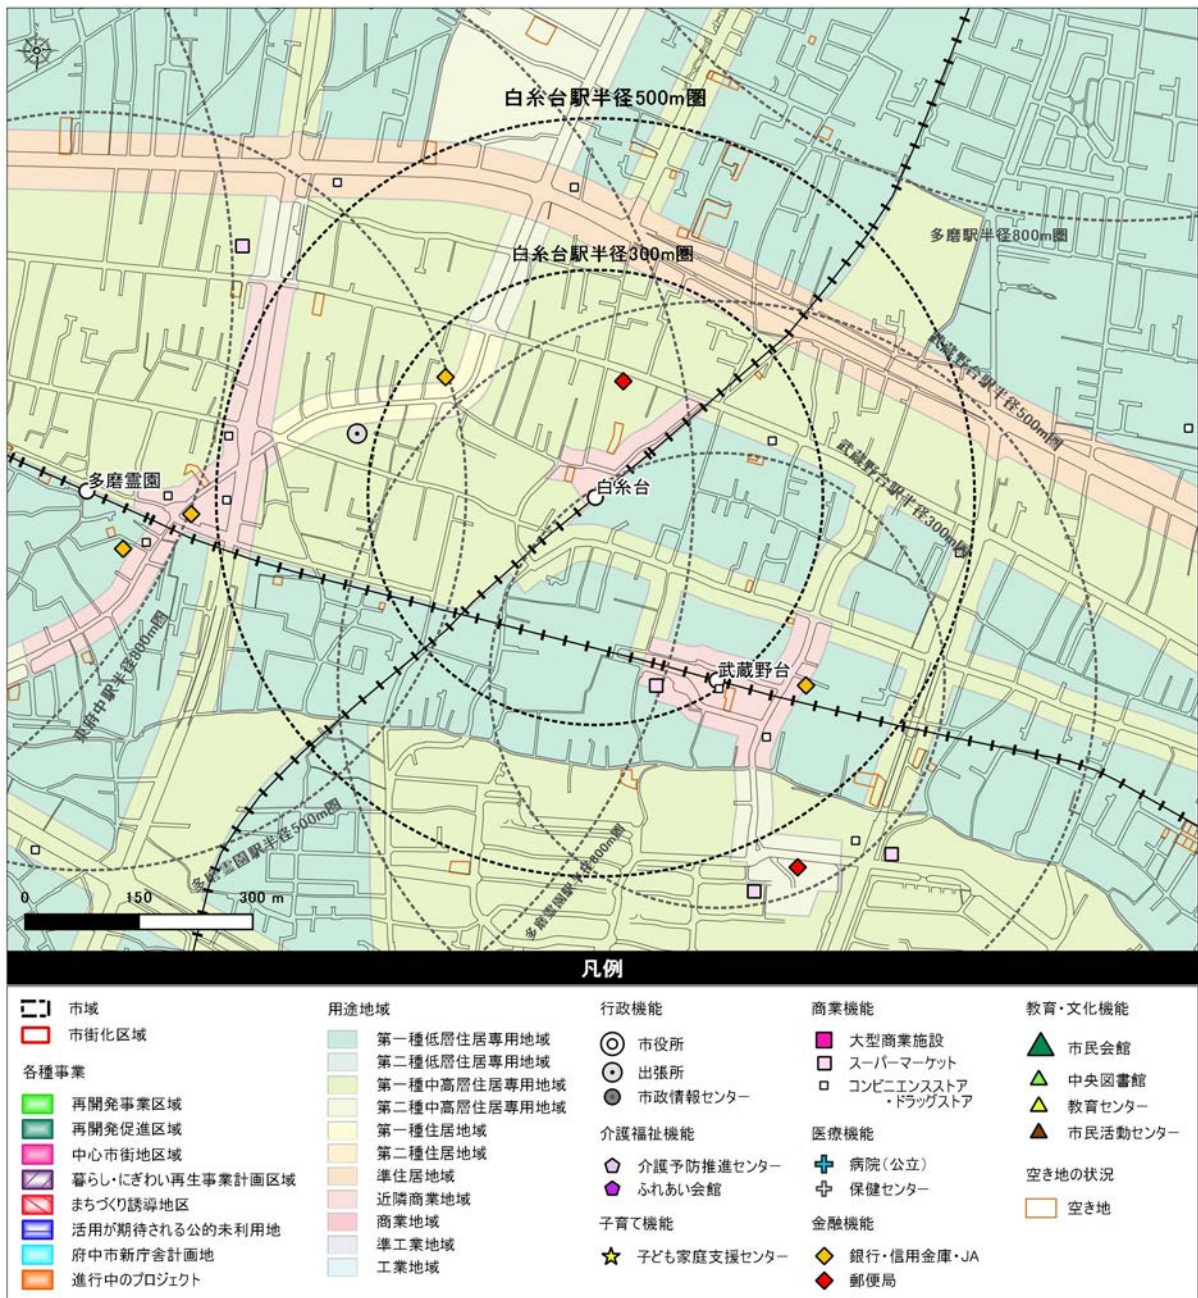 白糸台駅半径500m圏
多磨駅半径800m圏
白糸台駅半径300m圏
武蔵野台駅半径500m圏
武蔵野台駅半径300m圏
多磨霊園
白糸台
武蔵野台
東府中駅半径800m圏
多磨霊園駅半径500m圏
多磨霊園駅半径800m圏
0 150 300 m
凡例
市域
市街化区域
各種事業
再開発事業区域
再開発促進区域
中心市街地区域
暮らし・にぎわい再生事業計画区域
まちづくり誘導地区
活用が期待される公的未利用地
府中市新庁舎計画地
進行中のプロジェクト
用途地域
第一種低層住居専用地域
第二種低層住居専用地域
第一種中高層住居専用地域
第二種中高層住居専用地域
第一種住居地域
第二種住居地域
準住居地域
近隣商業地域
商業地域
準工業地域
工業地域
行政機能
市役所
出張所
市政情報センター
介護福祉機能
介護予防推進センター
ふれあい会館
子育て機能
子ども家庭支援センター
商業機能
大型商業施設
スーパーマーケット
コンビニエンスストア
・ドラッグストア
医療機能
病院(公立)
保健センター
金融機能
銀行・信用金庫・JA
郵便局
教育・文化機能
市民会館
中央図書館
教育センター
市民活動センター
空き地の状況
空き地